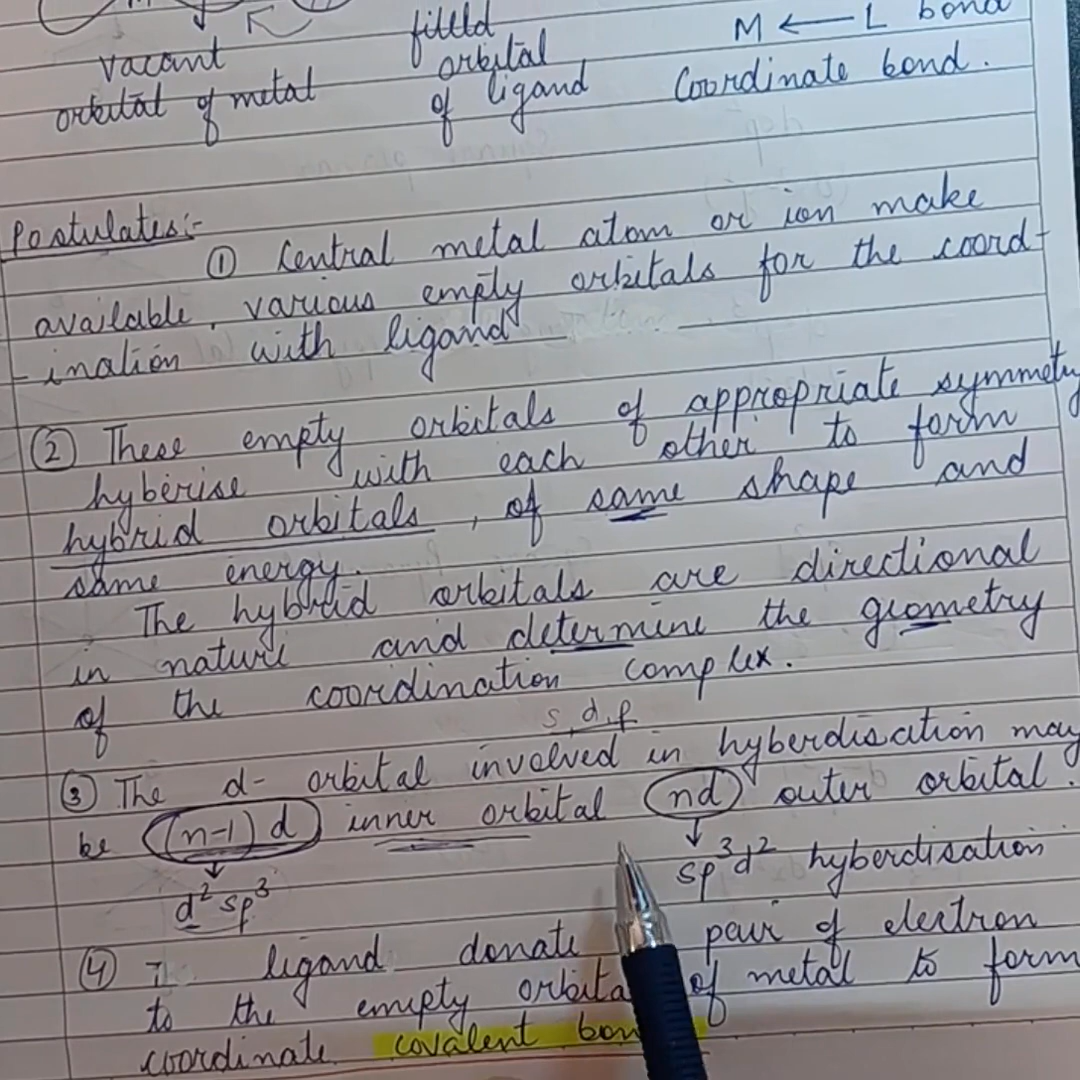 vacant
orbital of metal
filled
orbital
of ligand
M ← L bond
Coordinate bond.
Postulates:-
① Central metal atom or ion make
available various empty orbitals for the coord-
-ination with ligand
② These empty orbitals of appropriate symmetry
hyberise with each other to form
hybrid orbitals, of same shape and
same energy.
The hybrid orbitals are directional
in nature and determine the geometry
of the coordination complex.
s, d, p
③ The d- orbital involved in hyberdisation may
be (n-1) d inner orbital nd outer orbital.
d² sp³
sp³d² hyberdisation
④ ligand donate pair of electron
to the empty of metal to form
coordinate covalent